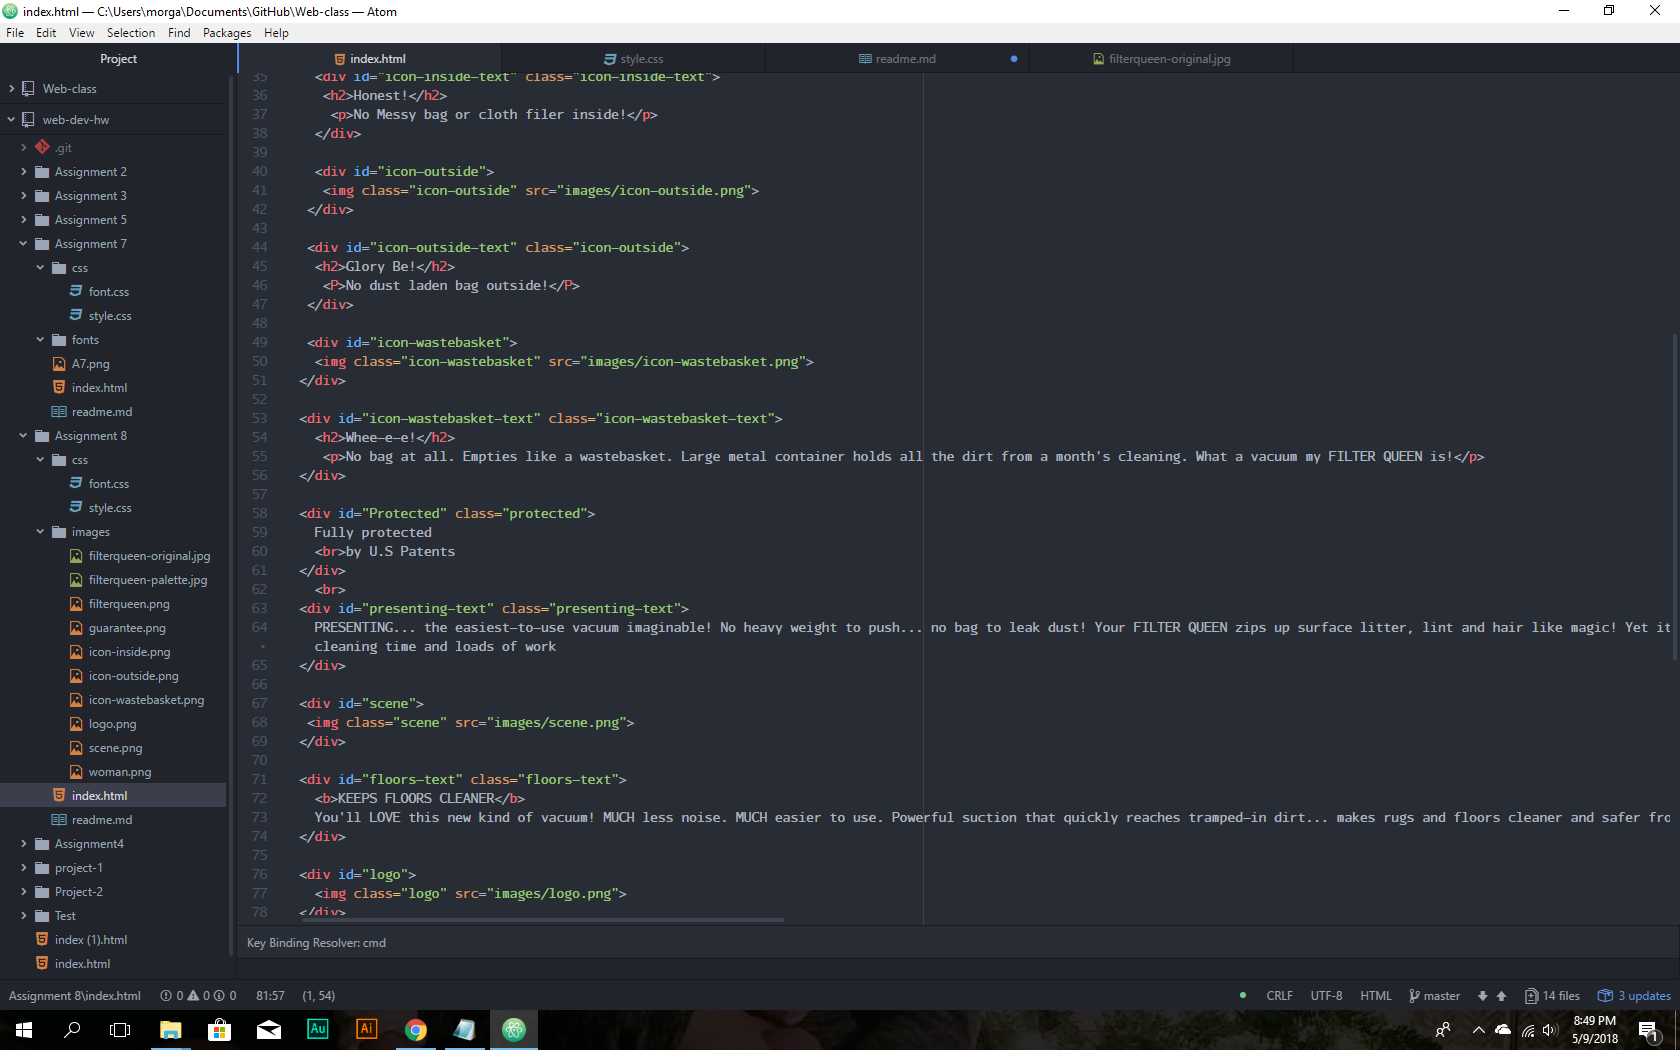 index.html — C:\Users\morga\Documents\GitHub\Web-class — Atom
File Edit View Selection Find Packages Help
Project
index.html
style.css
readme.md
filterqueen-original.jpg
Web-class
web-dev-hw
.git
Assignment 2
Assignment 3
Assignment 5
Assignment 7
css
font.css
style.css
fonts
A7.png
index.html
readme.md
Assignment 8
css
font.css
style.css
images
filterqueen-original.jpg
filterqueen-palette.jpg
filterqueen.png
guarantee.png
icon-inside.png
icon-outside.png
icon-wastebasket.png
logo.png
scene.png
woman.png
index.html
readme.md
Assignment4
project-1
Project-2
Test
index (1).html
index.html
35 <div id="icon-inside-text" class="icon-inside-text">
36 <h2>Honest!</h2>
37 <p>No Messy bag or cloth filer inside!</p>
38 </div>
39
40 <div id="icon-outside">
41 <img class="icon-outside" src="images/icon-outside.png">
42 </div>
43
44 <div id="icon-outside-text" class="icon-outside">
45 <h2>Glory Be!</h2>
46 <P>No dust laden bag outside!</P>
47 </div>
48
49 <div id="icon-wastebasket">
50 <img class="icon-wastebasket" src="images/icon-wastebasket.png">
51 </div>
52
53 <div id="icon-wastebasket-text" class="icon-wastebasket-text">
54 <h2>Whee-e-e!</h2>
55 <p>No bag at all. Empties like a wastebasket. Large metal container holds all the dirt from a month's cleaning. What a vacuum my FILTER QUEEN is!</p>
56 </div>
57
58 <div id="Protected" class="protected">
59 Fully protected
60 <br>by U.S Patents
61 </div>
62 <br>
63 <div id="presenting-text" class="presenting-text">
64 PRESENTING... the easiest-to-use vacuum imaginable! No heavy weight to push... no bag to leak dust! Your FILTER QUEEN zips up surface litter, lint and hair like magic! Yet it
• cleaning time and loads of work
65 </div>
66
67 <div id="scene">
68 <img class="scene" src="images/scene.png">
69 </div>
70
71 <div id="floors-text" class="floors-text">
72 <b>KEEPS FLOORS CLEANER</b>
73 You'll LOVE this new kind of vacuum! MUCH less noise. MUCH easier to use. Powerful suction that quickly reaches tramped-in dirt... makes rugs and floors cleaner and safer fro
74 </div>
75
76 <div id="logo">
77 <img class="logo" src="images/logo.png">
78 </div>
Key Binding Resolver: cmd
Assignment 8\index.html 0 0 0 81:57 (1, 54) CRLF UTF-8 HTML master 14 files 3 updates
Au Ai
8:49 PM
5/9/2018
1